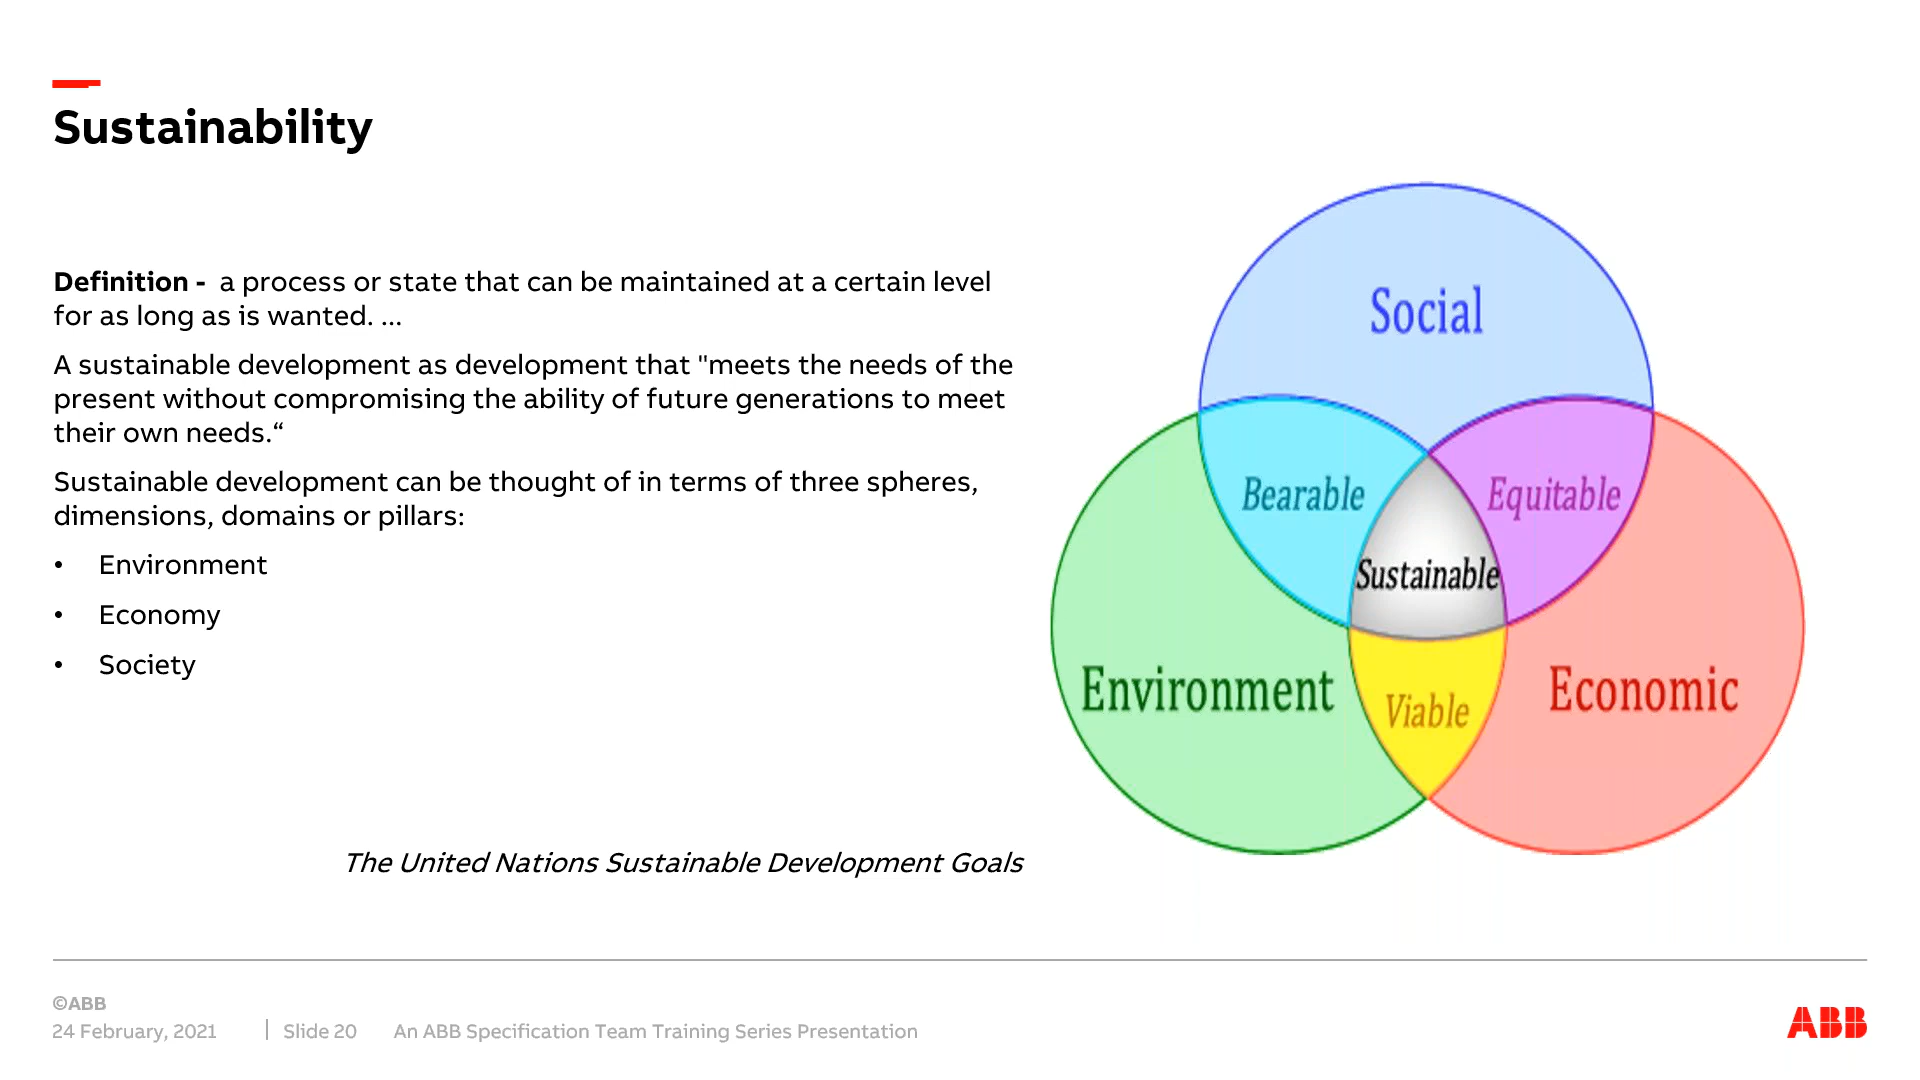 Sustainability
Definition -  a process or state that can be maintained at a certain level
for as long as is wanted. ...
A sustainable development as development that "meets the needs of the
present without compromising the ability of future generations to meet
their own needs.“
Sustainable development can be thought of in terms of three spheres,
dimensions, domains or pillars:
• Environment
• Economy
• Society
The United Nations Sustainable Development Goals
Social
Bearable
Equitable
Sustainable
Environment
Viable
Economic
©ABB
24 February, 2021 | Slide 20 An ABB Specification Team Training Series Presentation
ABB